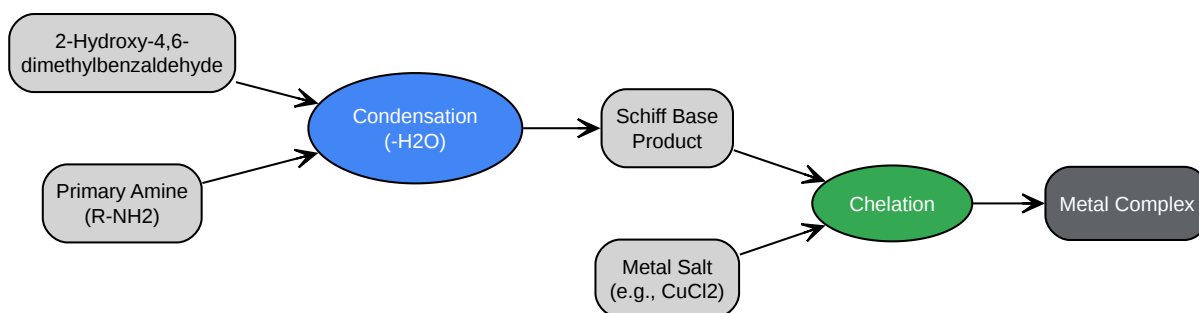 2-Hydroxy-4,6-
dimethylbenzaldehyde
Primary Amine
(R-NH2)
Condensation
(-H2O)
Schiff Base
Product
Metal Salt
(e.g., CuCl2)
Chelation
Metal Complex